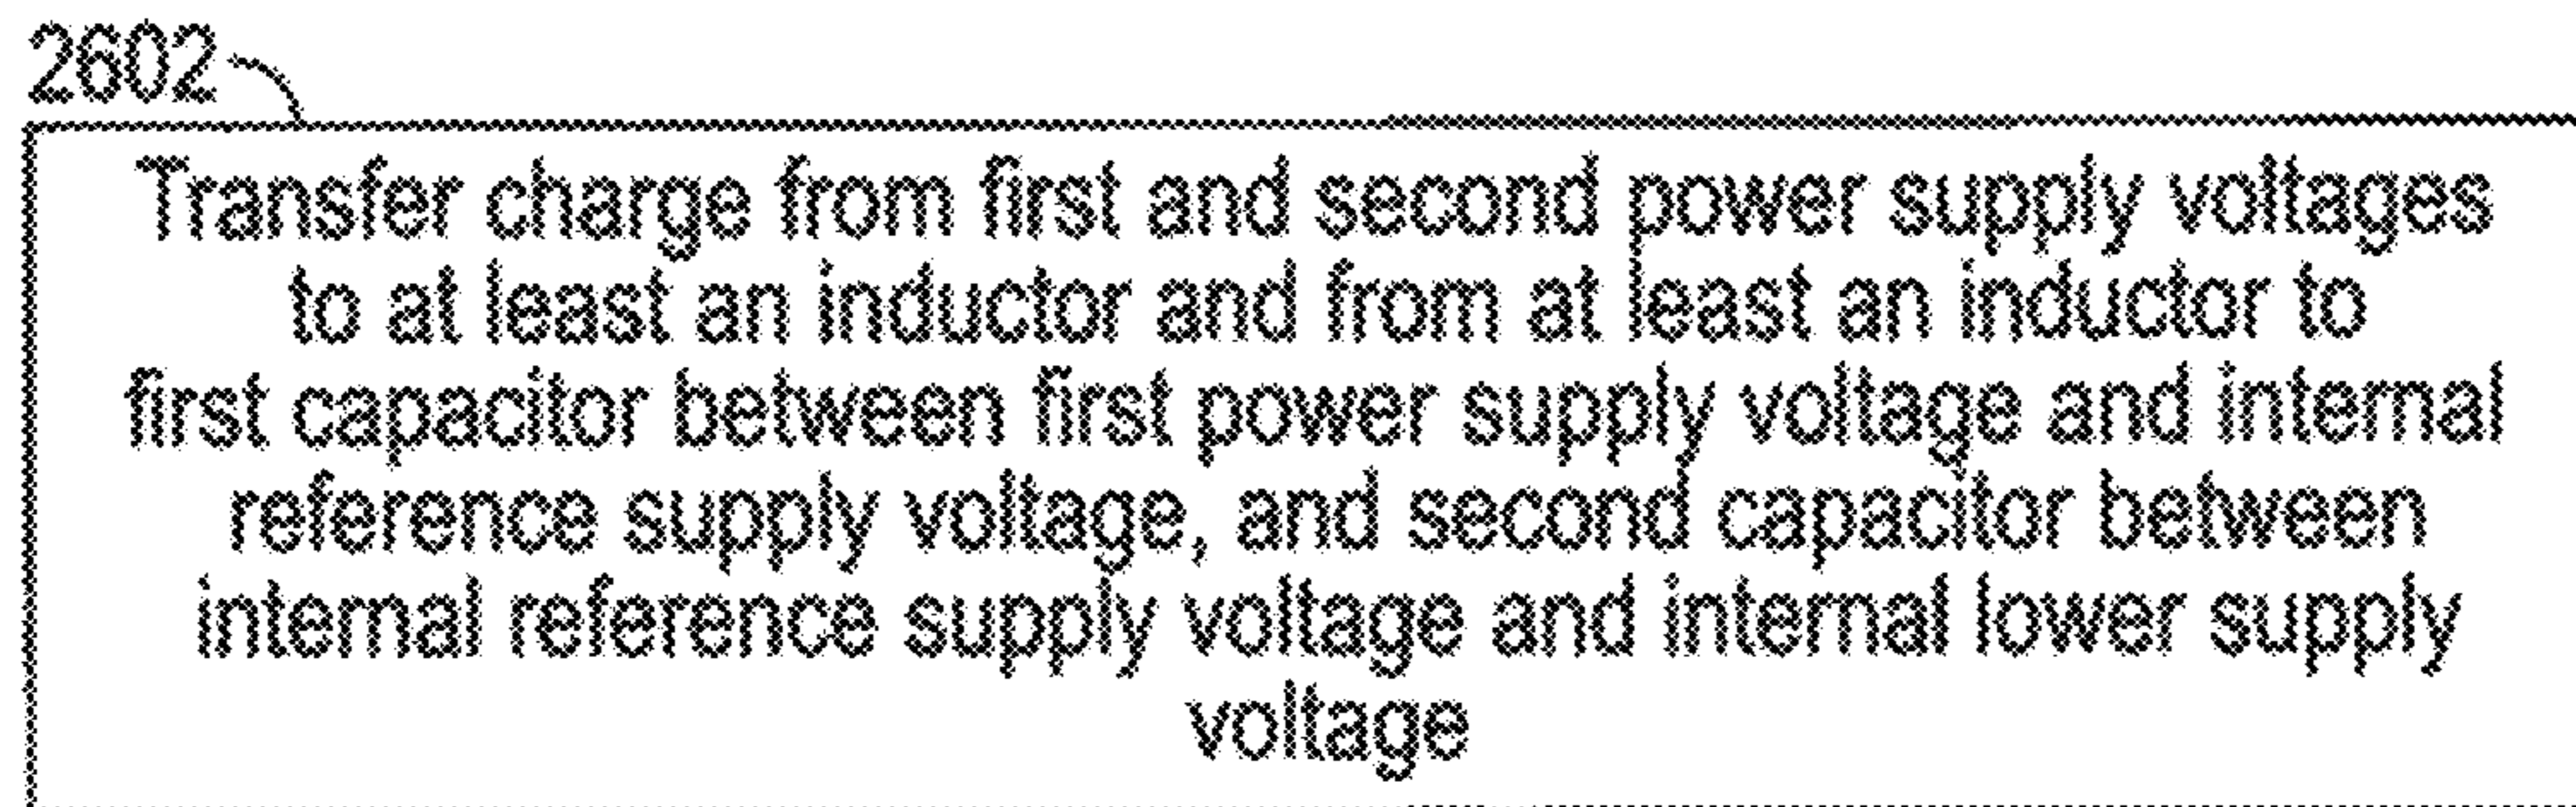 2602
Transfer charge from first and second power supply voltages
to at least an inductor and from at least an inductor to
first capacitor between first power supply voltage and internal
reference supply voltage, and second capacitor between
internal reference supply voltage and internal lower supply
voltage